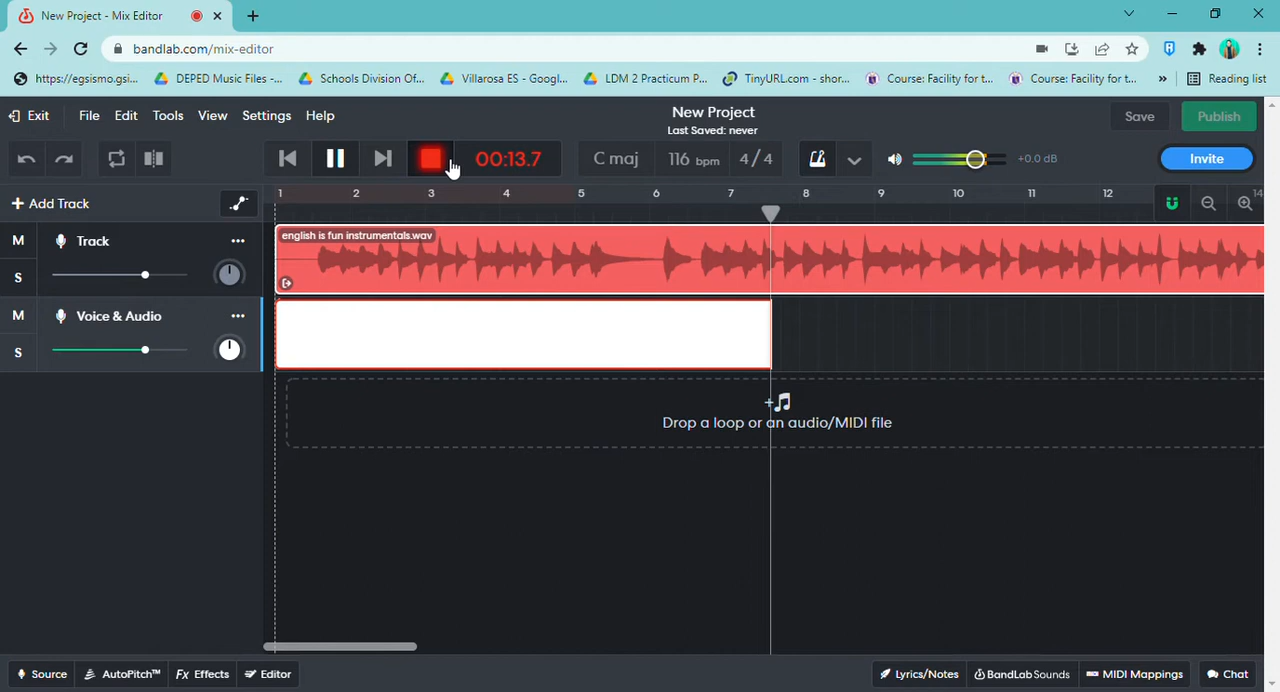 New Project - Mix Editor
bandlab.com/mix-editor
https://egsismo.gsi... DEPED Music Files -... Schools Division Of... Villarosa ES - Googl... LDM 2 Practicum P... TinyURL.com - shor... Course: Facility for t... Course: Facility for t... » Reading list
Exit File Edit Tools View Settings Help
New Project
Last Saved: never
Save Publish
00:13.7 C maj 116 bpm 4/4 +0.0 dB Invite
+ Add Track 1 2 3 4 5 6 7 8 9 10 11 12 14
M Track
S
english is fun instrumentals.wav
M Voice & Audio
S
Drop a loop or an audio/MIDI file
Source AutoPitch™ Fx Effects Editor Lyrics/Notes BandLab Sounds MIDI Mappings Chat